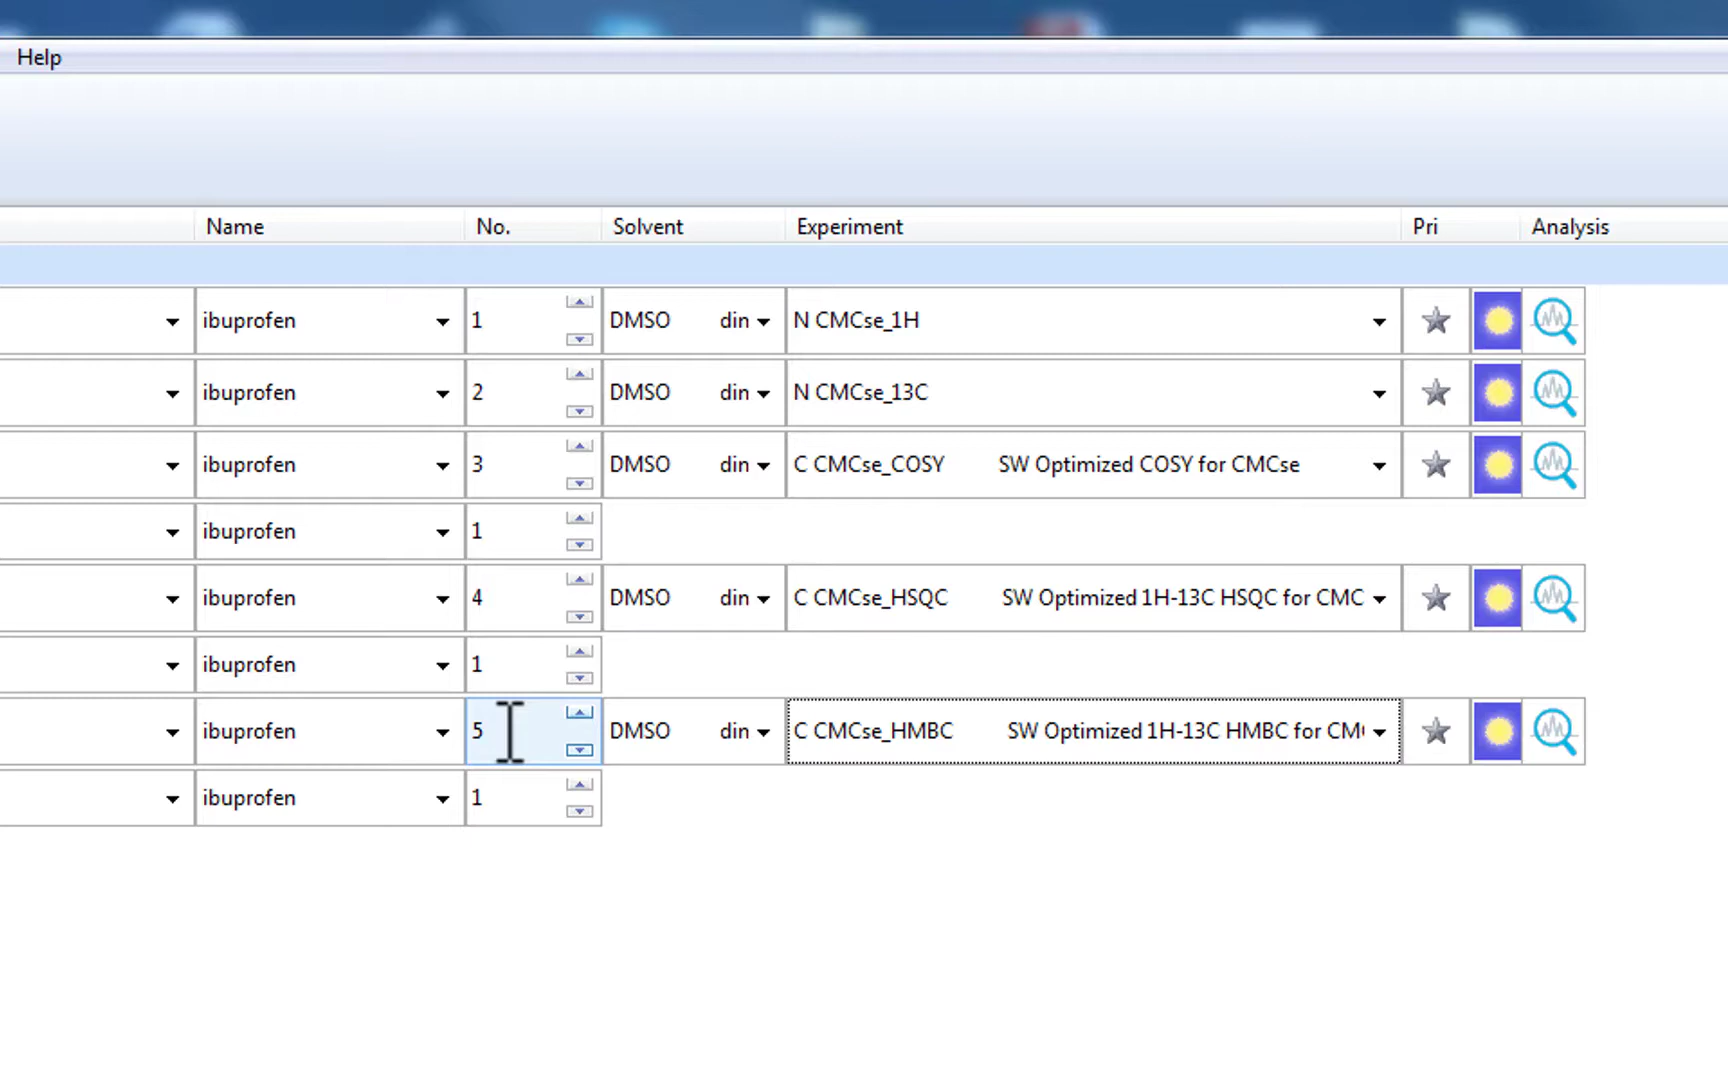 Help
Name No. Solvent Experiment Pri Analysis
ibuprofen 1 DMSO din N CMCse_1H
ibuprofen 2 DMSO din N CMCse_13C
ibuprofen 3 DMSO din C CMCse_COSY SW Optimized COSY for CMCse
ibuprofen 1
ibuprofen 4 DMSO din C CMCse_HSQC SW Optimized 1H-13C HSQC for CMC
ibuprofen 1
ibuprofen 5 DMSO din C CMCse_HMBC SW Optimized 1H-13C HMBC for CM
ibuprofen 1